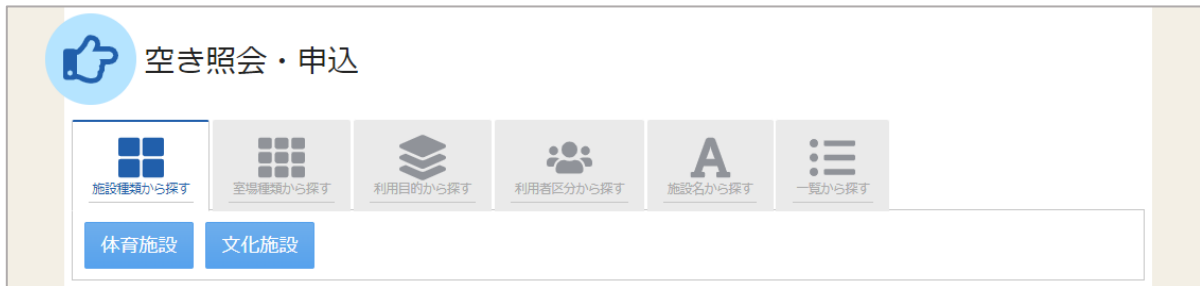 空き照会・申込
施設種類から探す 室場種類から探す 利用目的から探す 利用者区分から探す 施設名から探す 一覧から探す
体育施設 文化施設